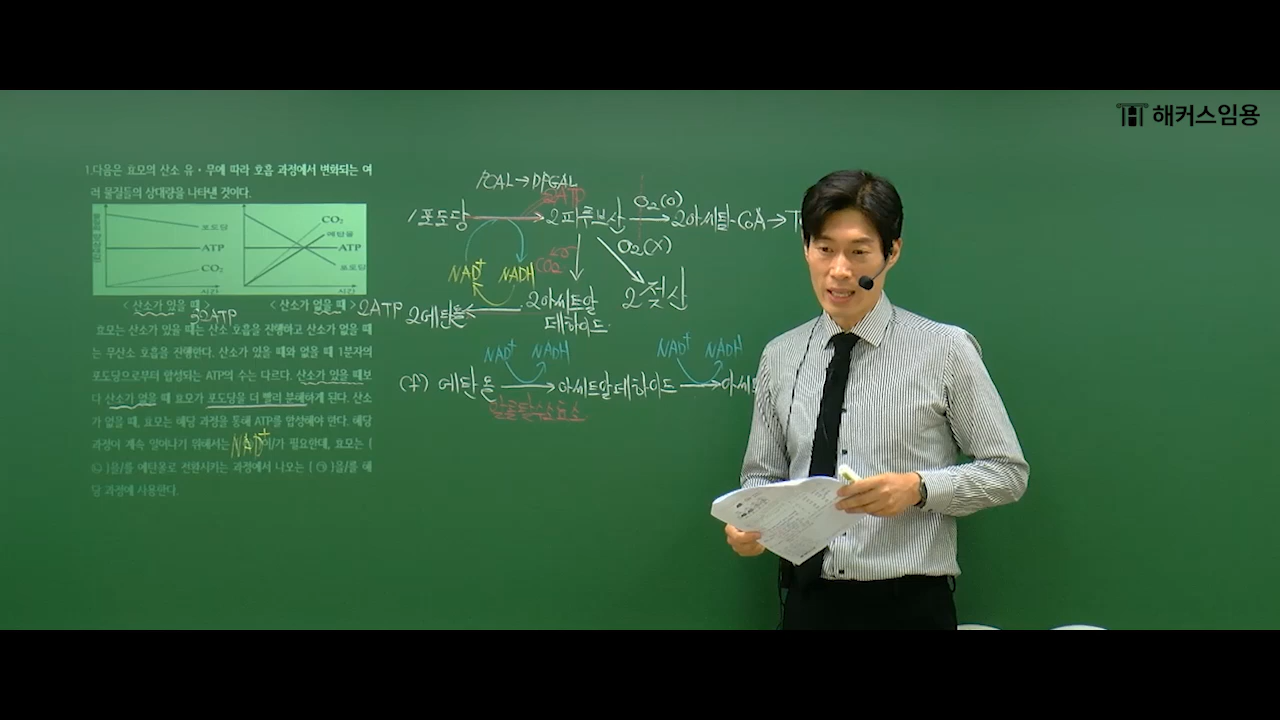 해커스임용
1.다음은 효모의 산소 유·무에 따라 호흡 과정에서 변화되는 여
러 물질들의 상대량을 나타낸 것이다.
포도당
ATP
CO₂
시간
CO₂
에탄올
ATP
포도당
시간
< 산소가 있을 때 >
< 산소가 없을 때 > 2ATP
효모는 산소가 있을 때는 산소 호흡을 진행하고 산소가 없을 때
는 무산소 호흡을 진행한다. 산소가 있을 때와 없을 때 1분자의
포도당으로부터 합성되는 ATP의 수는 다르다. 산소가 있을 때보
다 산소가 없을 때 효모가 포도당을 더 빨리 분해하게 된다. 산소
가 없을 때, 효모는 해당 과정을 통해 ATP를 합성해야 한다. 해당
과정이 계속 일어나기 위해서는 NAD⁺이/가 필요한데, 효모는 (
㉡ )을/를 에탄올로 전환시키는 과정에서 나오는 ( ㉠ )을/를 해
당 과정에 사용한다.
PGAL→DPGAL
2ATP
1포도당 → 2피루브산 → 2아세틸-CoA → T
O₂(O)
O₂(X)
NAD⁺ NADH
CO₂
2에탄올 ← 2아세트알
데하이드
2젖산
NAD⁺ NADH
NAD⁺ NADH
(f) 에탄올 → 아세트알데하이드 → 아세트
알콜탈수소효소